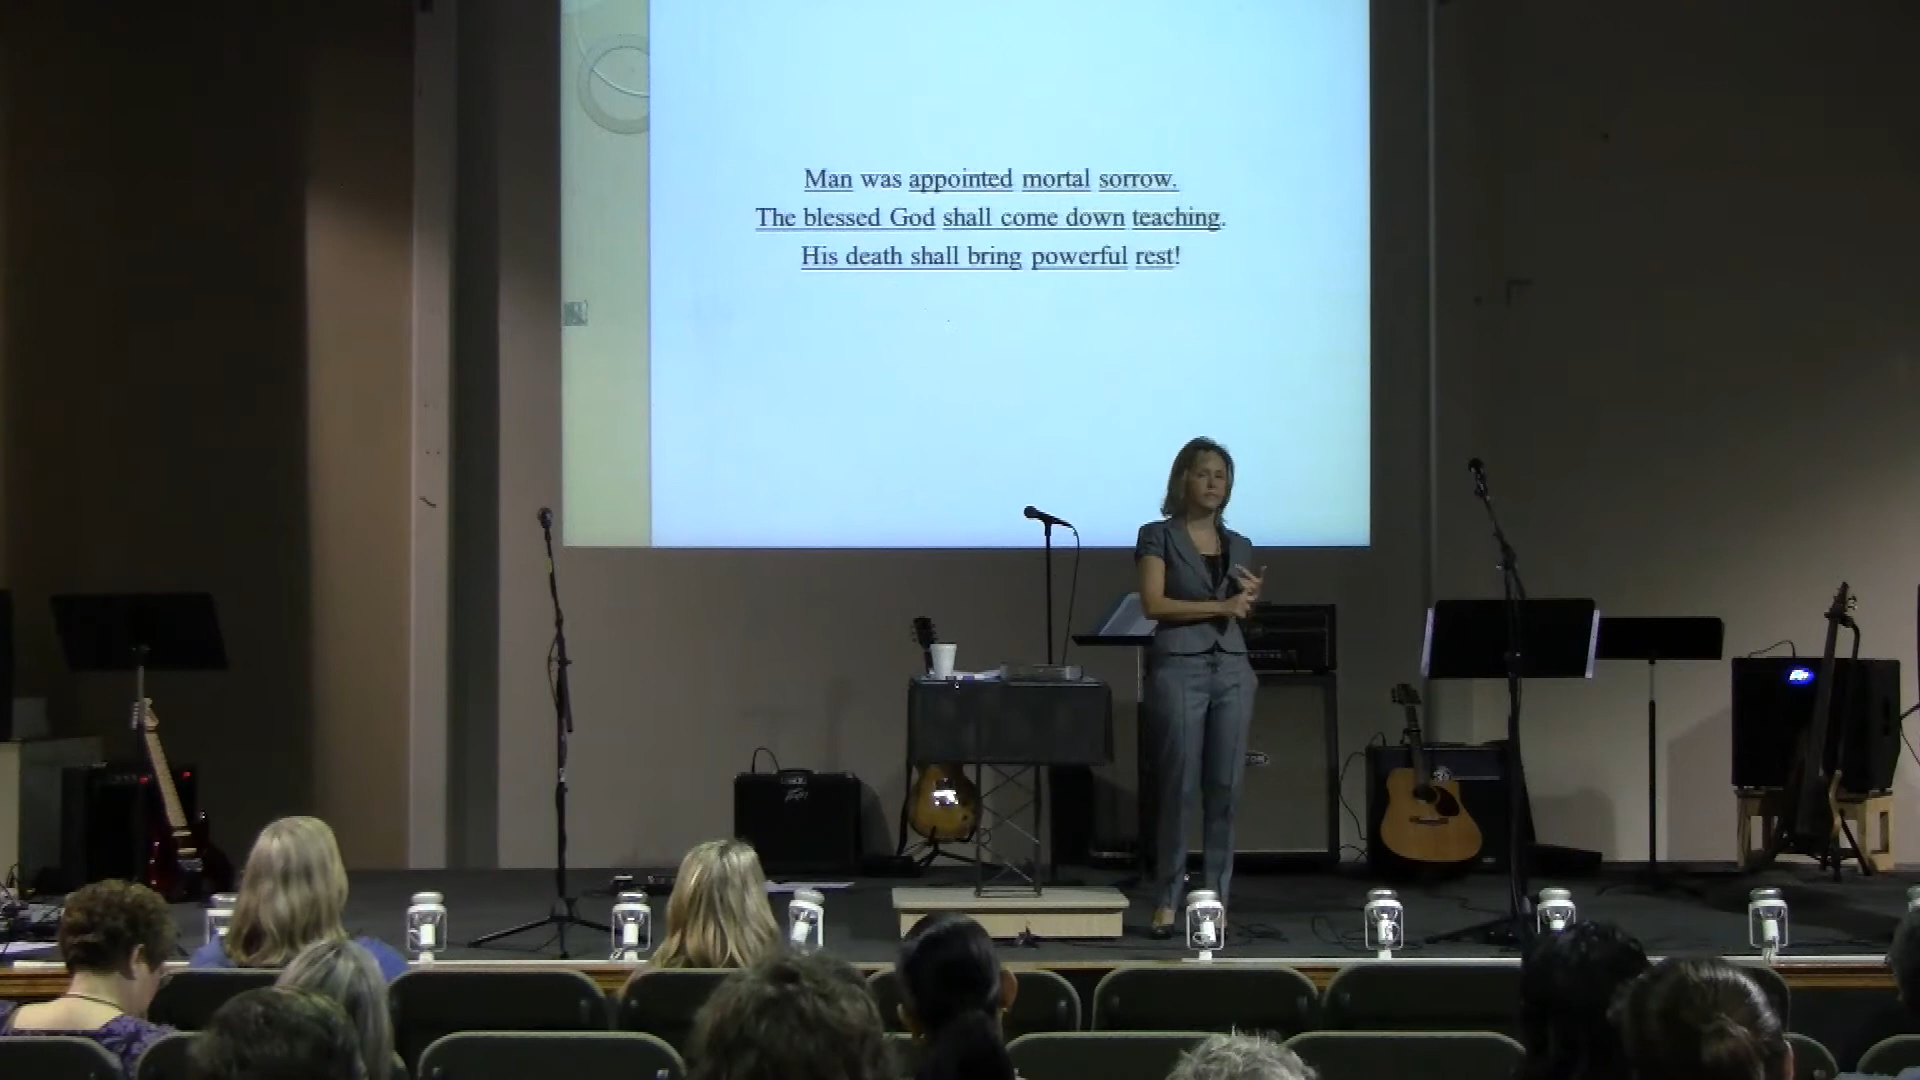 Man was appointed mortal sorrow.
The blessed God shall come down teaching.
His death shall bring powerful rest!